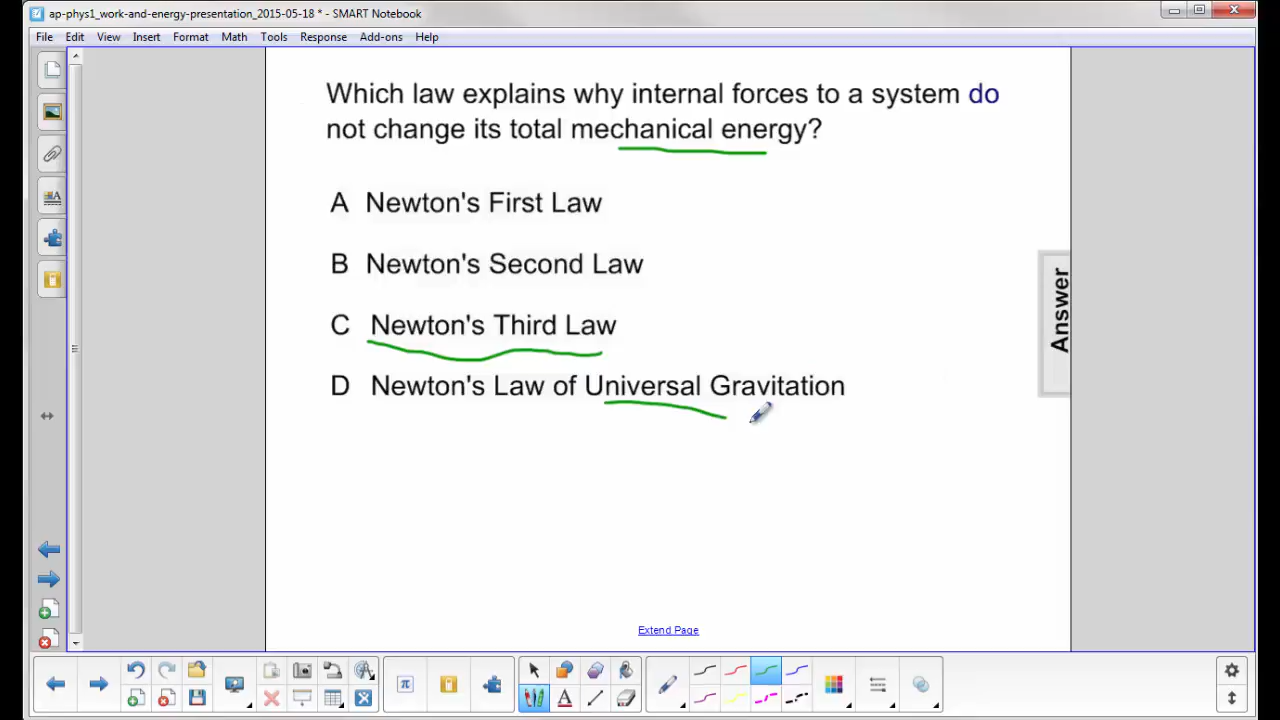 ap-phys1_work-and-energy-presentation_2015-05-18 * - SMART Notebook
File Edit View Insert Format Math Tools Response Add-ons Help
Which law explains why internal forces to a system do
not change its total mechanical energy?
A Newton's First Law
B Newton's Second Law
C Newton's Third Law
D Newton's Law of Universal Gravitation
Answer
Extend Page